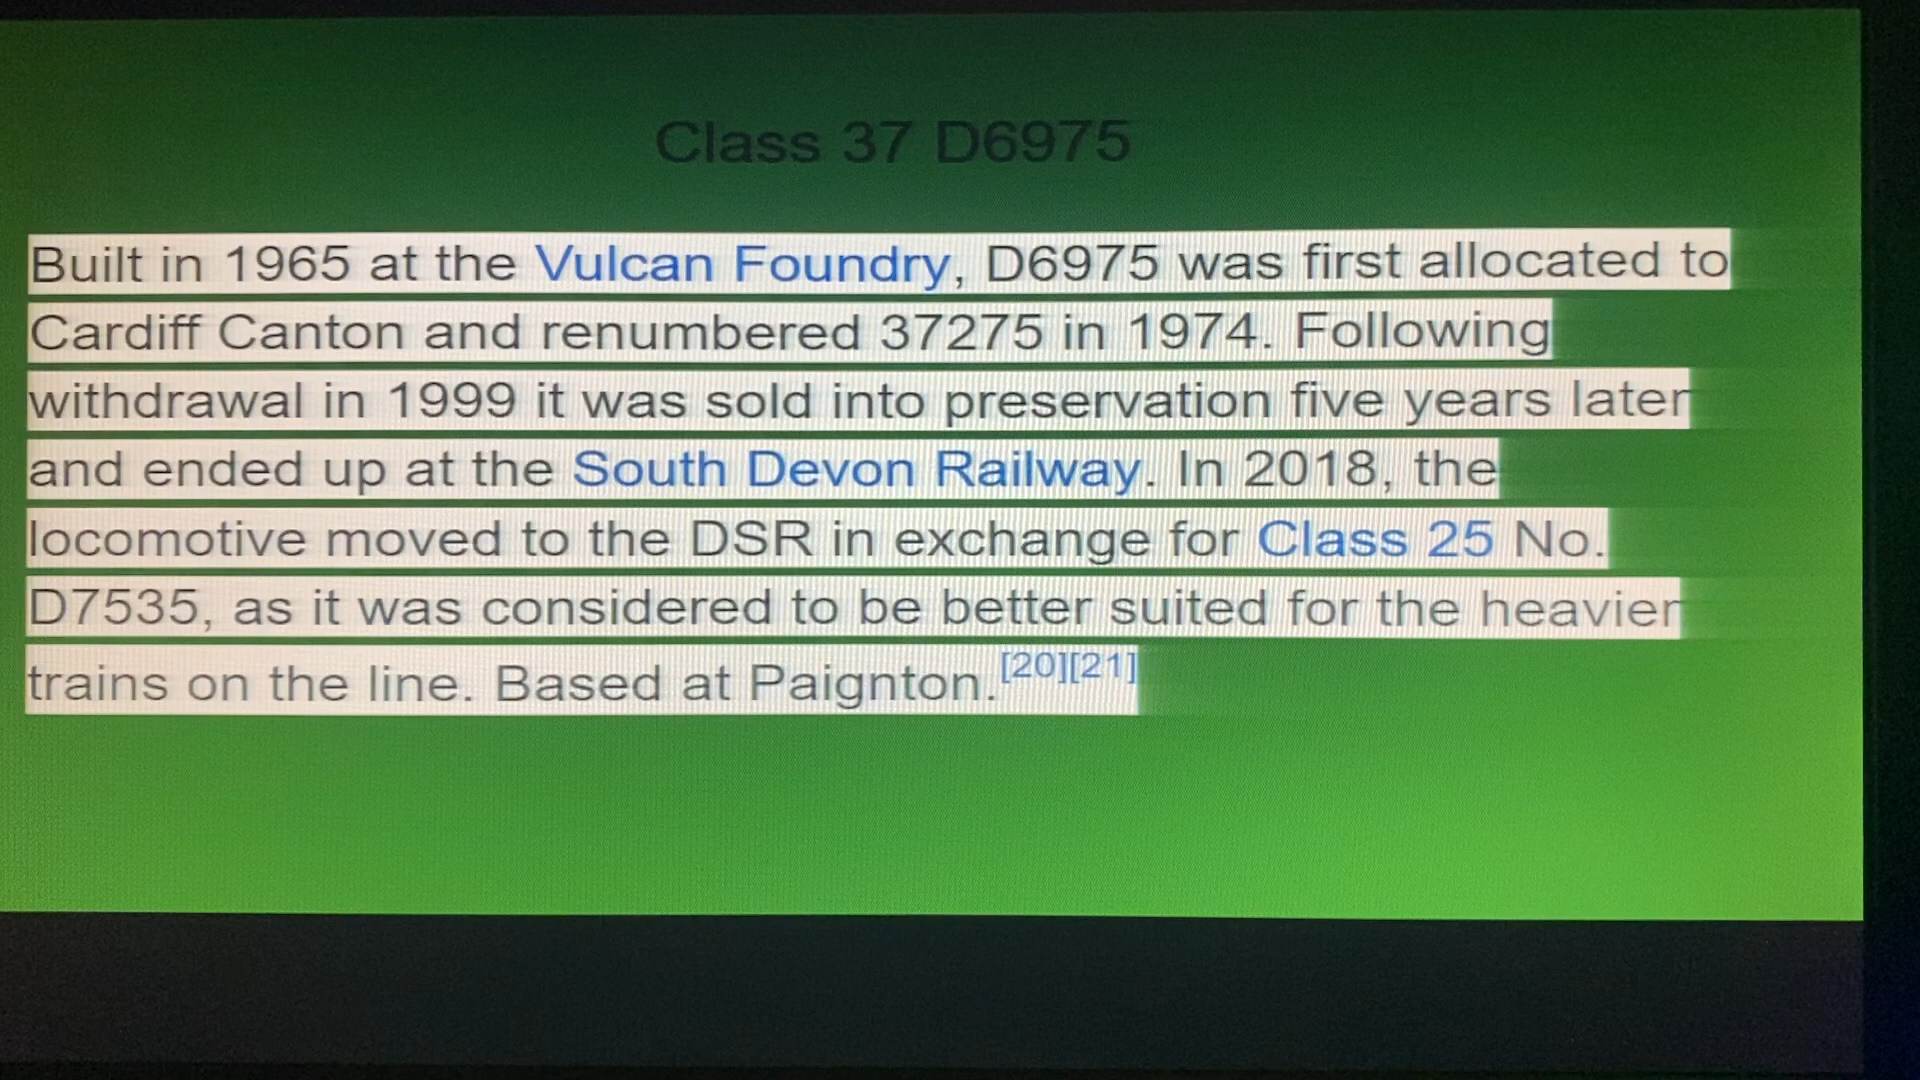 Class 37 D6975
Built in 1965 at the Vulcan Foundry, D6975 was first allocated to
Cardiff Canton and renumbered 37275 in 1974. Following
withdrawal in 1999 it was sold into preservation five years later
and ended up at the South Devon Railway. In 2018, the
locomotive moved to the DSR in exchange for Class 25 No.
D7535, as it was considered to be better suited for the heavier
trains on the line. Based at Paignton.[20][21]